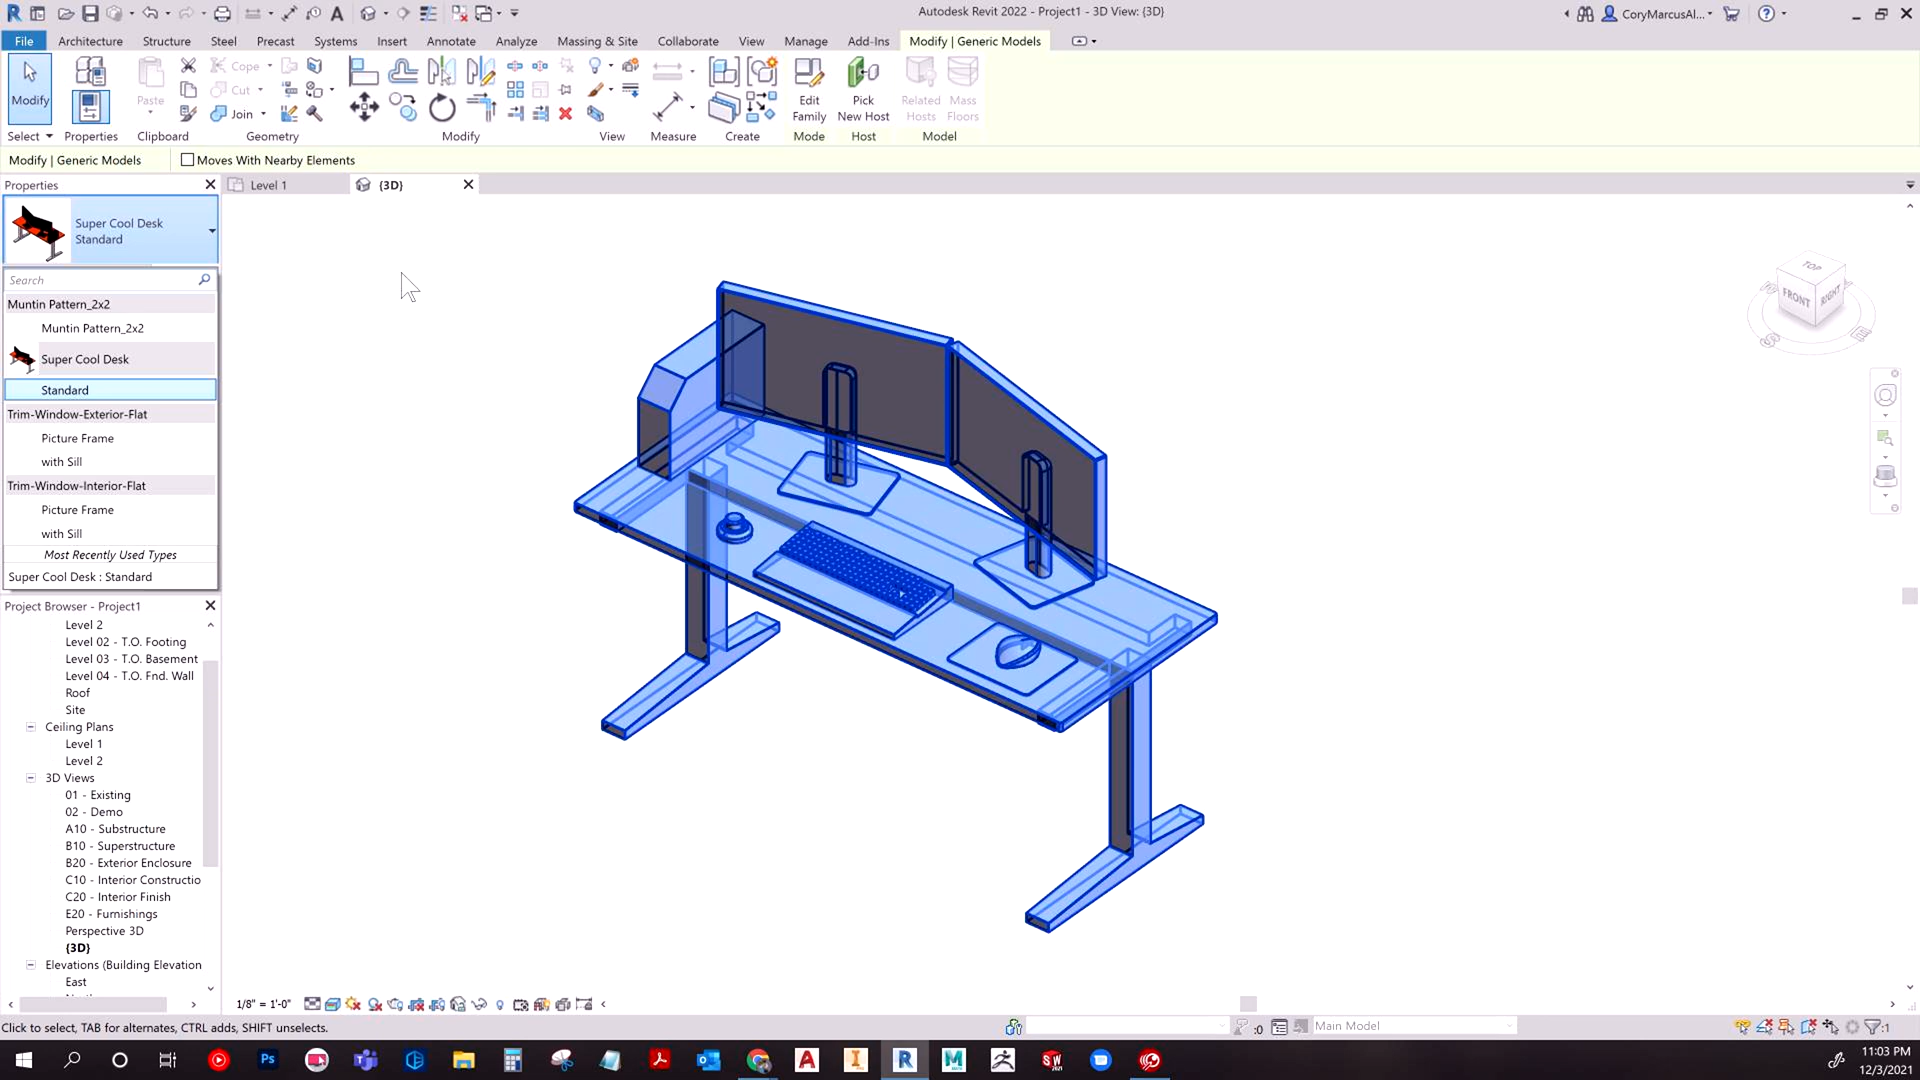 Autodesk Revit 2022 - Project1 - 3D View: {3D}
CoryMarcusAl...
File Architecture Structure Steel Precast Systems Insert Annotate Analyze Massing & Site Collaborate View Manage Add-Ins Modify | Generic Models
Modify
Paste
Cope
Cut
Join
Edit Family
Pick New Host
Related Hosts
Mass Floors
Select Properties Clipboard Geometry Modify View Measure Create Mode Host Model
Modify | Generic Models
Moves With Nearby Elements
Properties
Level 1
{3D}
Super Cool Desk
Standard
Search
Muntin Pattern_2x2
Muntin Pattern_2x2
Super Cool Desk
Standard
Trim-Window-Exterior-Flat
Picture Frame
with Sill
Trim-Window-Interior-Flat
Picture Frame
with Sill
Most Recently Used Types
Super Cool Desk : Standard
TOP
FRONT
RIGHT
S
E
Project Browser - Project1
Level 2
Level 02 - T.O. Footing
Level 03 - T.O. Basement
Level 04 - T.O. Fnd. Wall
Roof
Site
Ceiling Plans
Level 1
Level 2
3D Views
01 - Existing
02 - Demo
A10 - Substructure
B10 - Superstructure
B20 - Exterior Enclosure
C10 - Interior Constructio
C20 - Interior Finish
E20 - Furnishings
Perspective 3D
{3D}
Elevations (Building Elevation
East
1/8" = 1'-0"
Click to select, TAB for alternates, CTRL adds, SHIFT unselects.
:0
Main Model
:1
11:03 PM
12/3/2021